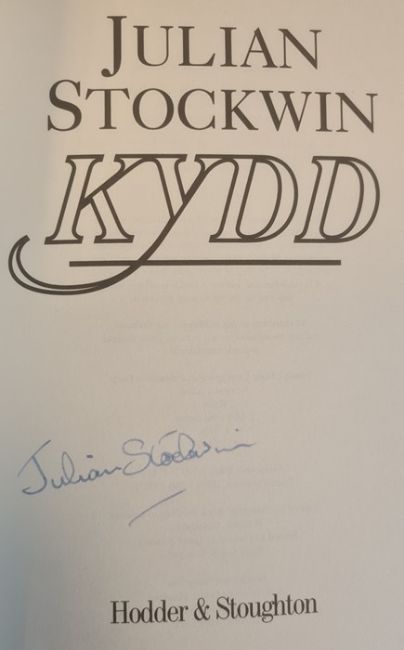 JULIAN
STOCKWIN
KYDD
Julian Stockwin
Hodder & Stoughton